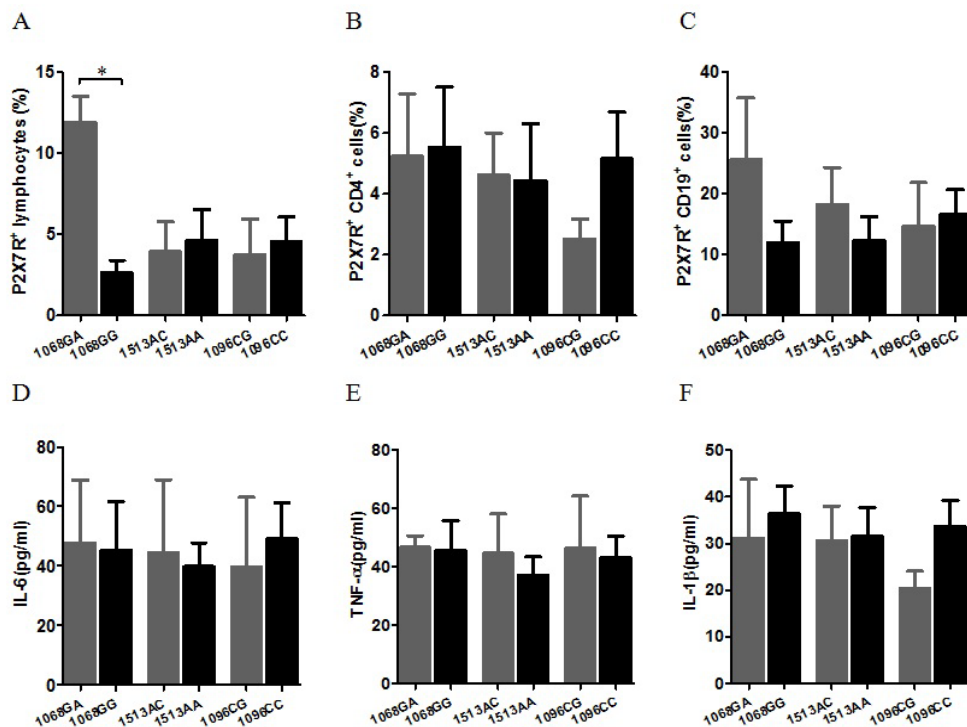 A
P2X7R+ lymphocytes (%)
15
10
5
0
*
1068GA
1068GG
1513AC
1513AA
1096CG
1096CC
B
P2X7R+ CD4+ cells(%)
8
6
4
2
0
1068GA
1068GG
1513AC
1513AA
1096CG
1096CC
C
P2X7R+ CD19+ cells(%)
40
30
20
10
0
1068GA
1068GG
1513AC
1513AA
1096CG
1096CC
D
IL-6(pg/ml)
80
60
40
20
0
1068GA
1068GG
1513AC
1513AA
1096CG
1096CC
E
TNF-α(pg/ml)
80
60
40
20
0
1068GA
1068GG
1513AC
1513AA
1096CG
1096CC
F
IL-1β(pg/ml)
50
40
30
20
10
0
1068GA
1068GG
1513AC
1513AA
1096CG
1096CC